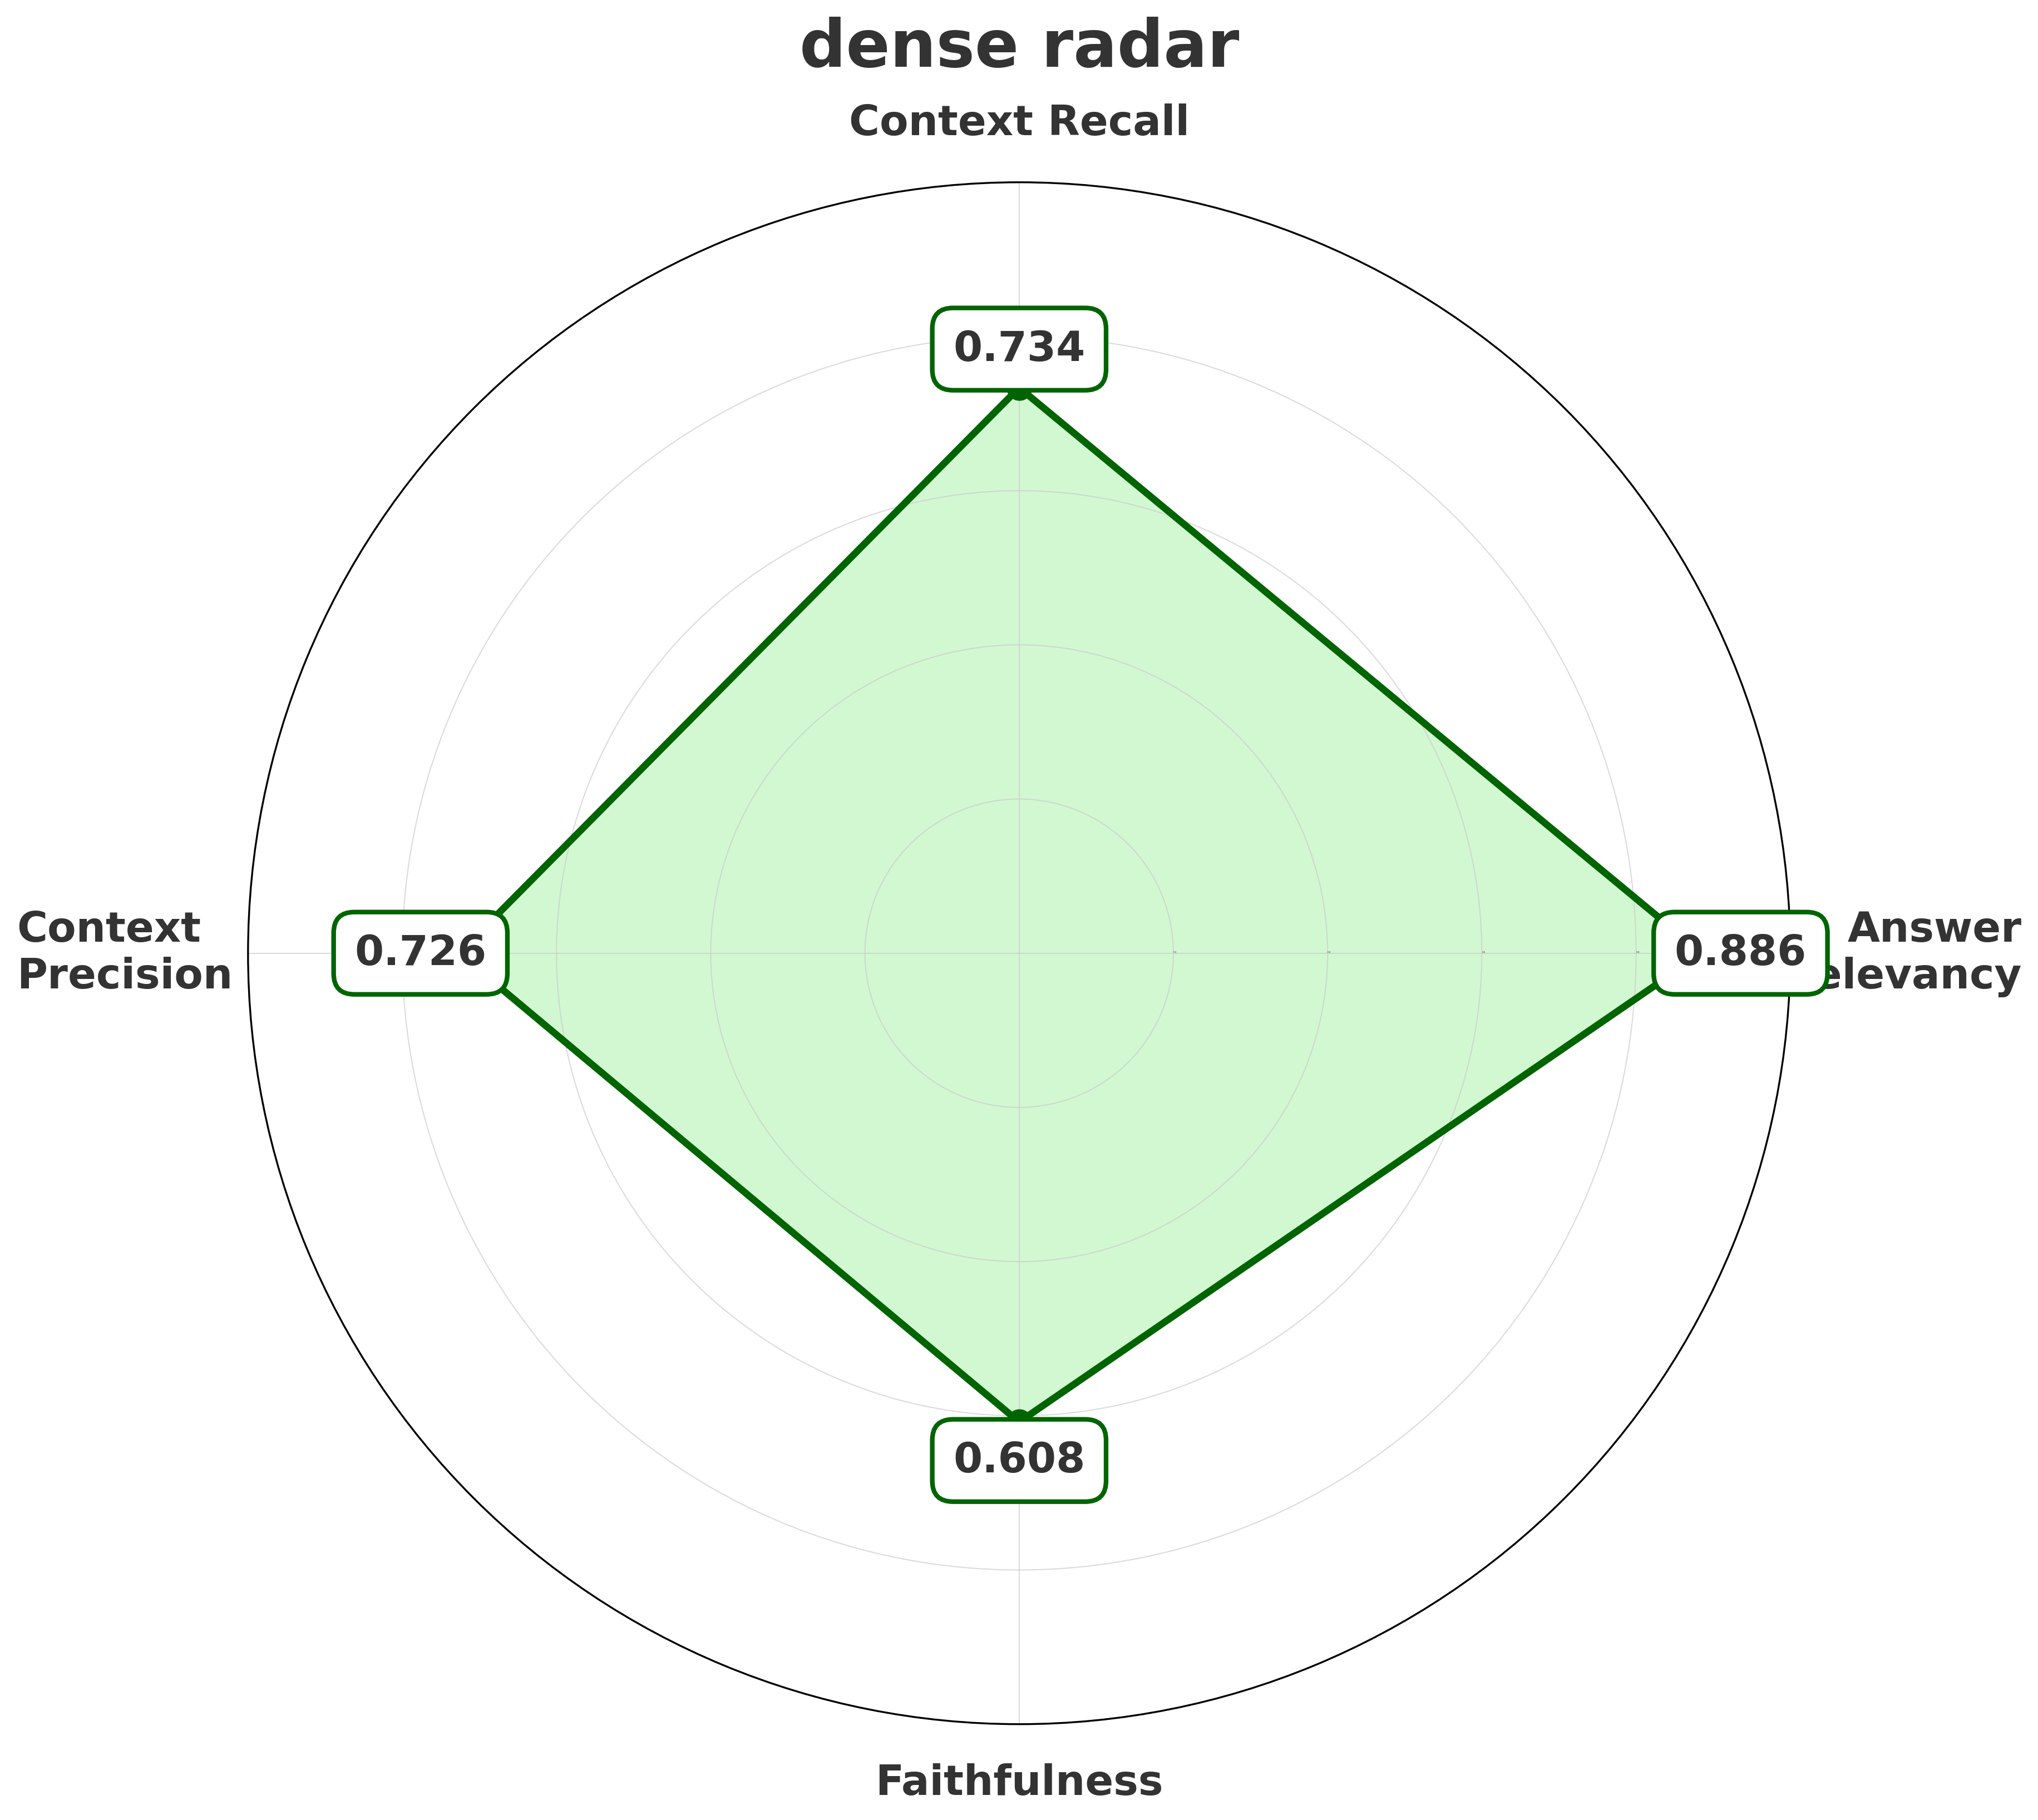 dense radar
Context Recall
0.734
Context
Precision
0.726
0.886
Answer
elevancy
0.608
Faithfulness